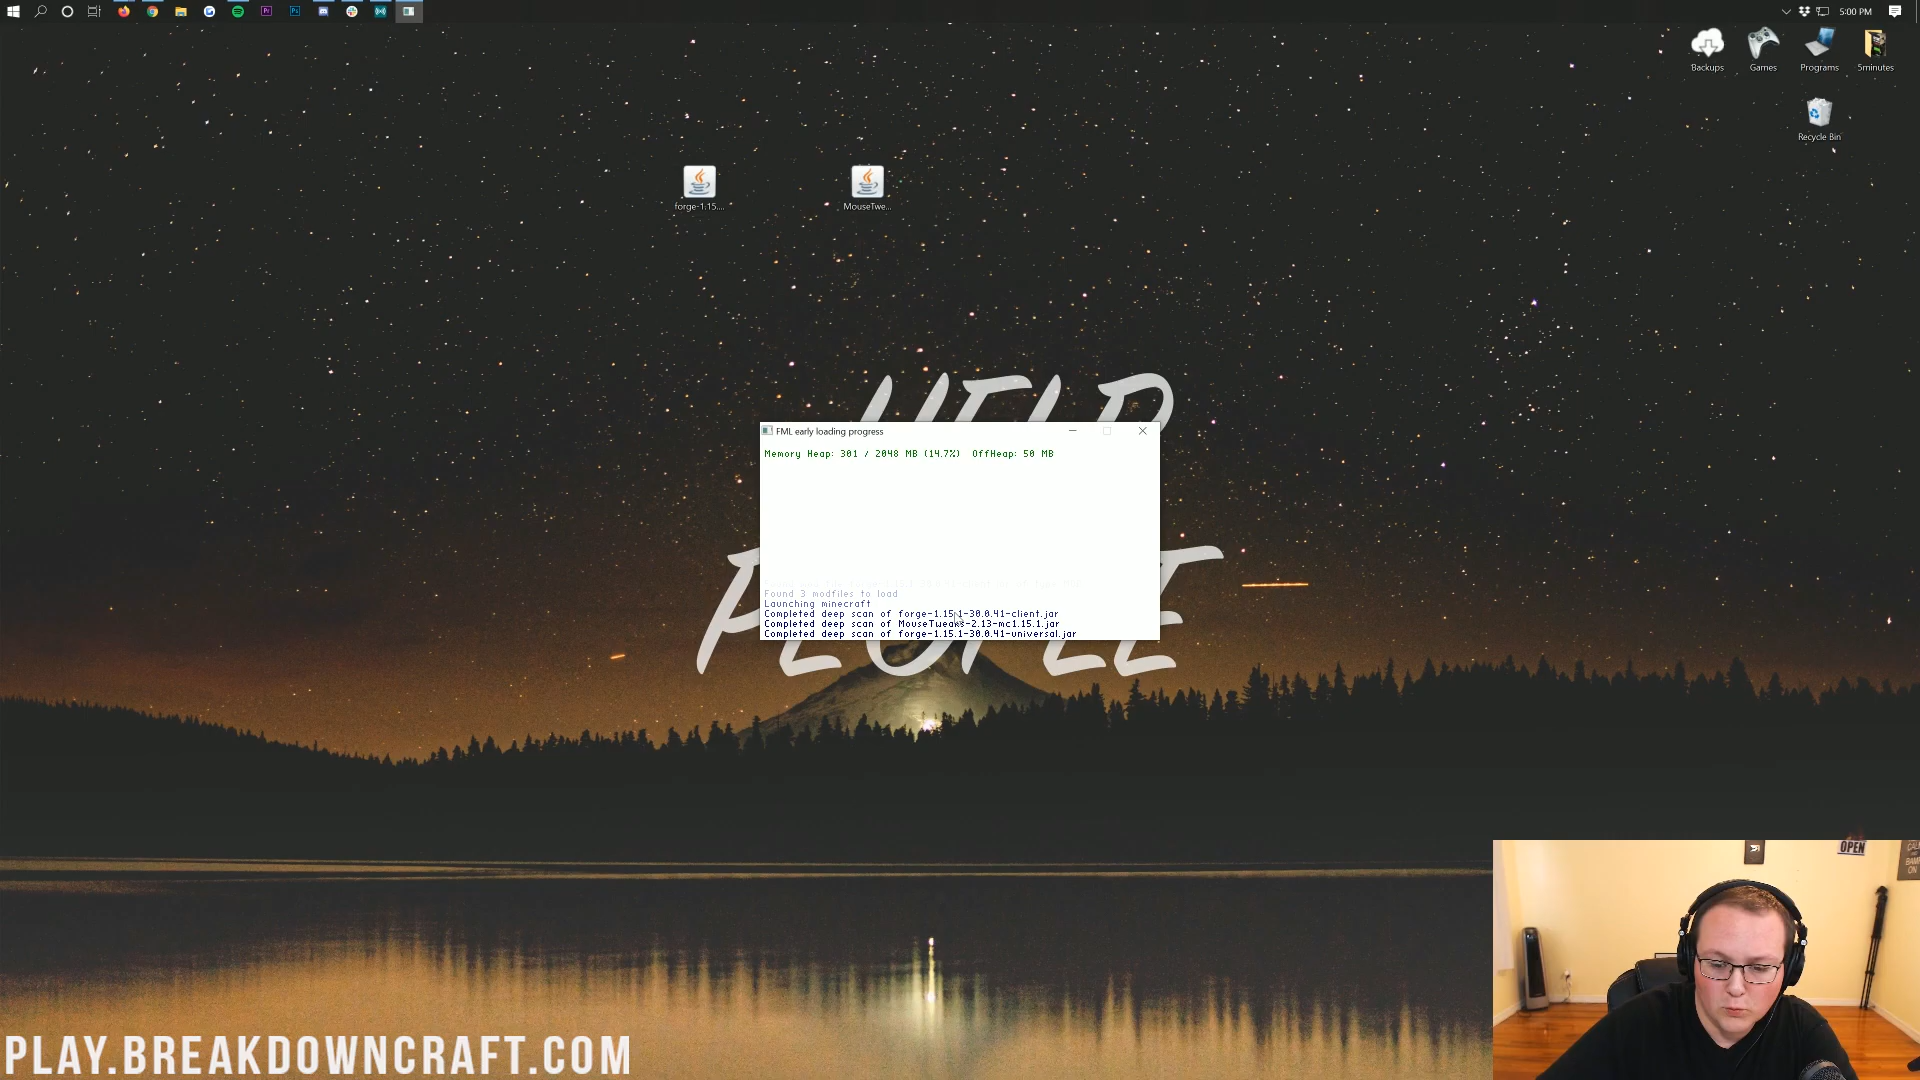 5:00 PM
Backups Games Programs 5minutes
Recycle Bin
forge-1.15.... MouseTwe...
HELP
PEOPLE
FML early loading progress
Memory Heap: 301 / 2048 MB (14.7%) OffHeap: 50 MB
Found 3 modfiles to load
Launching minecraft
Completed deep scan of forge-1.15.1-30.0.41-client.jar
Completed deep scan of MouseTweaks-2.13-mc1.15.1.jar
Completed deep scan of forge-1.15.1-30.0.41-universal.jar
OPEN
PLAY.BREAKDOWNCRAFT.COM